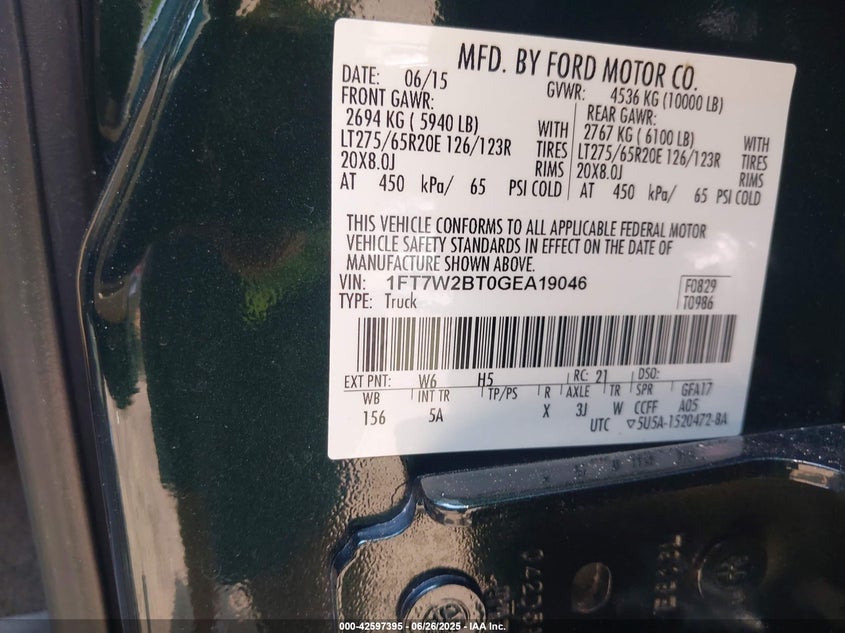 MFD. BY FORD MOTOR CO.
DATE: 06/15 GVWR: 4536 KG (10000 LB)
FRONT GAWR: REAR GAWR:
2694 KG ( 5940 LB) WITH 2767 KG ( 6100 LB) WITH
LT275/65R20E 126/123R TIRES LT275/65R20E 126/123R TIRES
20X8.0J RIMS 20X8.0J RIMS
AT 450 kPa/ 65 PSI COLD AT 450 kPa/ 65 PSI COLD
THIS VEHICLE CONFORMS TO ALL APPLICABLE FEDERAL MOTOR
VEHICLE SAFETY STANDARDS IN EFFECT ON THE DATE OF
MANUFACTURE SHOWN ABOVE.
VIN: 1FT7W2BT0GEA19046 F0829
TYPE: Truck T0986
EXT PNT: W6 H5 RC: 21 DSO:
WB INT TR TP/PS R AXLE TR SPR GFA17
156 5A X 3J W CCFF A05
UTC ▽5U5A-1520472-BA
000-42597395 - 06/26/2025 - IAA, Inc.